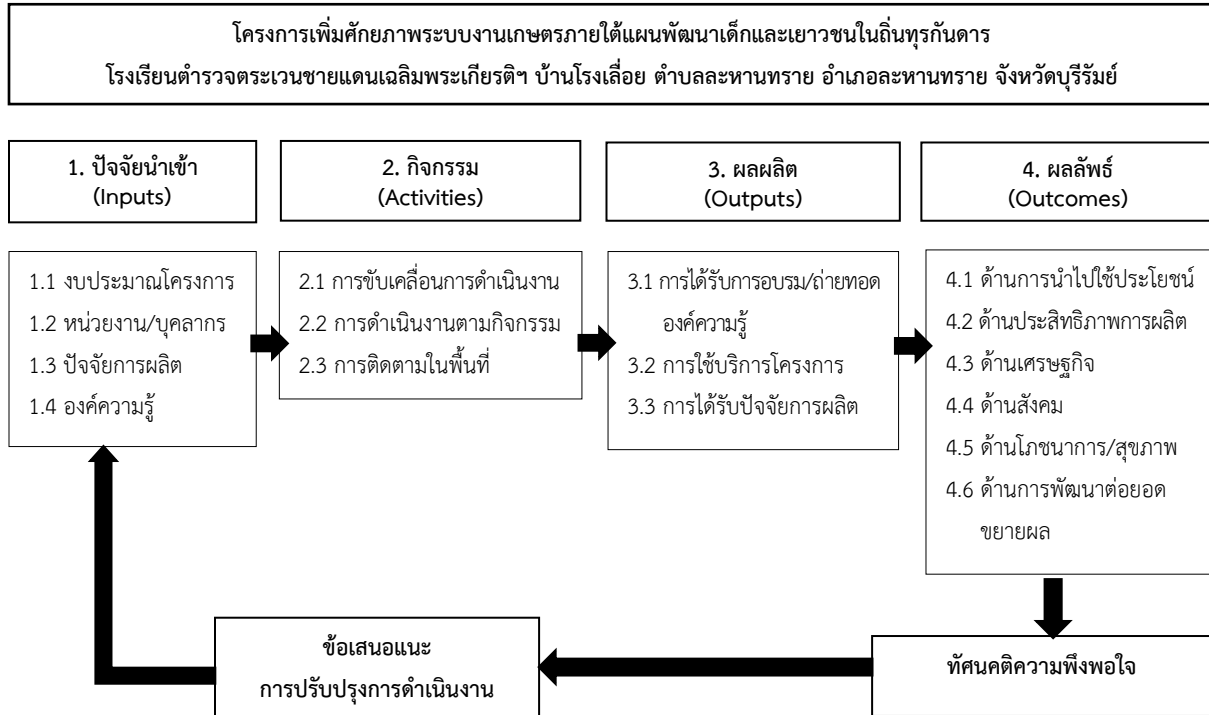 โครงการเพิ่มศักยภาพระบบงานเกษตรภายใต้แผนพัฒนาเด็กและเยาวชนในถิ่นทุรกันดาร
โรงเรียนตำรวจตระเวนชายแดนเฉลิมพระเกียรติฯ บ้านโรงเลื่อย ตำบลละหานทราย อำเภอละหานทราย จังหวัดบุรีรัมย์
1. ปัจจัยนำเข้า
(Inputs)
1.1 งบประมาณโครงการ
1.2 หน่วยงาน/บุคลากร
1.3 ปัจจัยการผลิต
1.4 องค์ความรู้
2. กิจกรรม
(Activities)
2.1 การขับเคลื่อนการดำเนินงาน
2.2 การดำเนินงานตามกิจกรรม
2.3 การติดตามในพื้นที่
3. ผลผลิต
(Outputs)
3.1 การได้รับการอบรม/ถ่ายทอด
องค์ความรู้
3.2 การใช้บริการโครงการ
3.3 การได้รับปัจจัยการผลิต
4. ผลลัพธ์
(Outcomes)
4.1 ด้านการนำไปใช้ประโยชน์
4.2 ด้านประสิทธิภาพการผลิต
4.3 ด้านเศรษฐกิจ
4.4 ด้านสังคม
4.5 ด้านโภชนาการ/สุขภาพ
4.6 ด้านการพัฒนาต่อยอด
ขยายผล
ทัศนคติความพึงพอใจ
ข้อเสนอแนะ
การปรับปรุงการดำเนินงาน